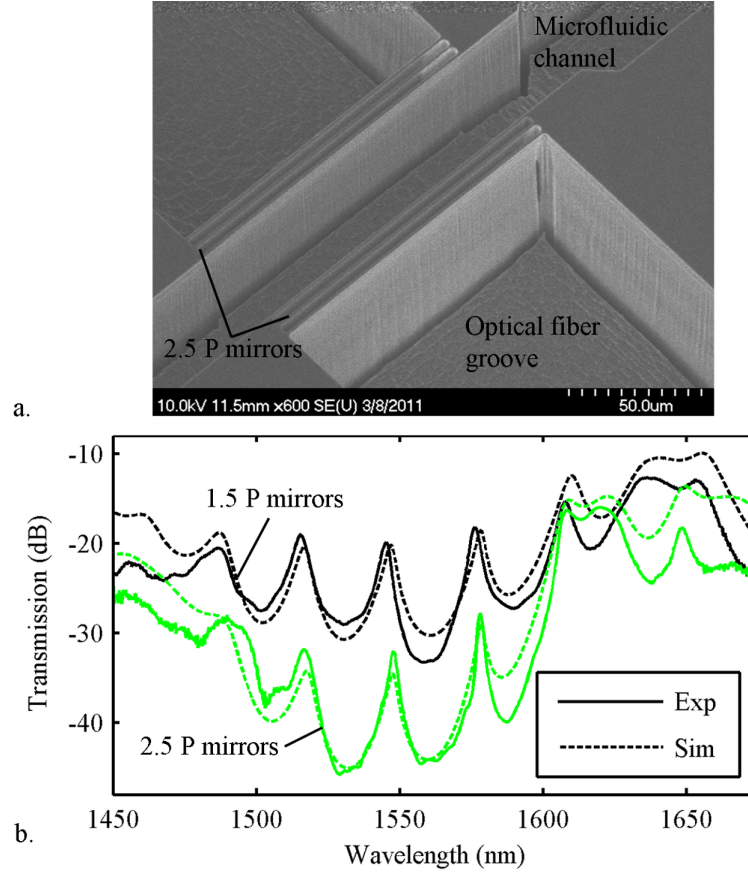 a.
Microfluidic
channel
2.5 P mirrors
Optical fiber
groove
10.0kV 11.5mm x600 SE(U) 3/8/2011
50.0um
b.
Transmission (dB)
-10
-20
-30
-40
1.5 P mirrors
2.5 P mirrors
Exp
Sim
1450
1500
1550
1600
1650
Wavelength (nm)